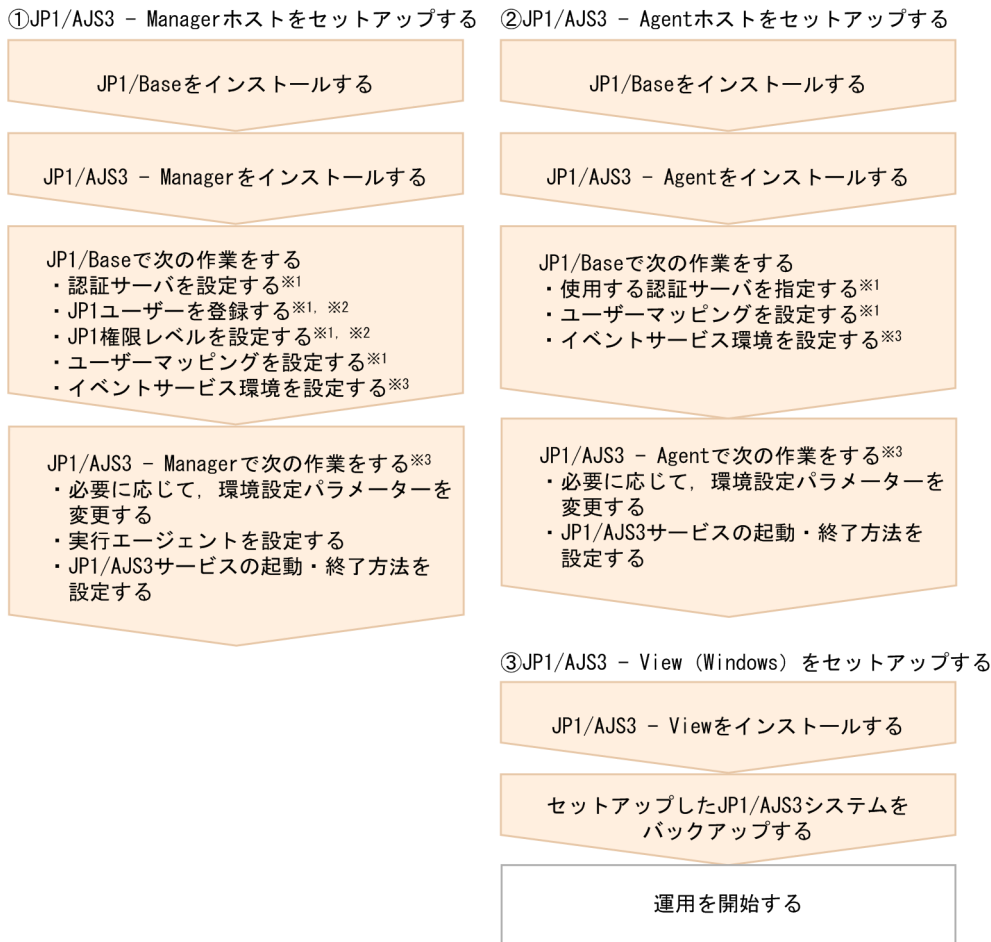 ①JP1/AJS3 - Managerホストをセットアップする
JP1/Baseをインストールする
JP1/AJS3 - Managerをインストールする
JP1/Baseで次の作業をする
・認証サーバを設定する※1
・JP1ユーザーを登録する※1，※2
・JP1権限レベルを設定する※1，※2
・ユーザーマッピングを設定する※1
・イベントサービス環境を設定する※3
JP1/AJS3 - Managerで次の作業をする※3
・必要に応じて，環境設定パラメーターを
変更する
・実行エージェントを設定する
・JP1/AJS3サービスの起動・終了方法を
設定する
②JP1/AJS3 - Agentホストをセットアップする
JP1/Baseをインストールする
JP1/AJS3 - Agentをインストールする
JP1/Baseで次の作業をする
・使用する認証サーバを指定する※1
・ユーザーマッピングを設定する※1
・イベントサービス環境を設定する※3
JP1/AJS3 - Agentで次の作業をする※3
・必要に応じて，環境設定パラメーターを
変更する
・JP1/AJS3サービスの起動・終了方法を
設定する
③JP1/AJS3 - View（Windows）をセットアップする
JP1/AJS3 - Viewをインストールする
セットアップしたJP1/AJS3システムを
バックアップする
運用を開始する